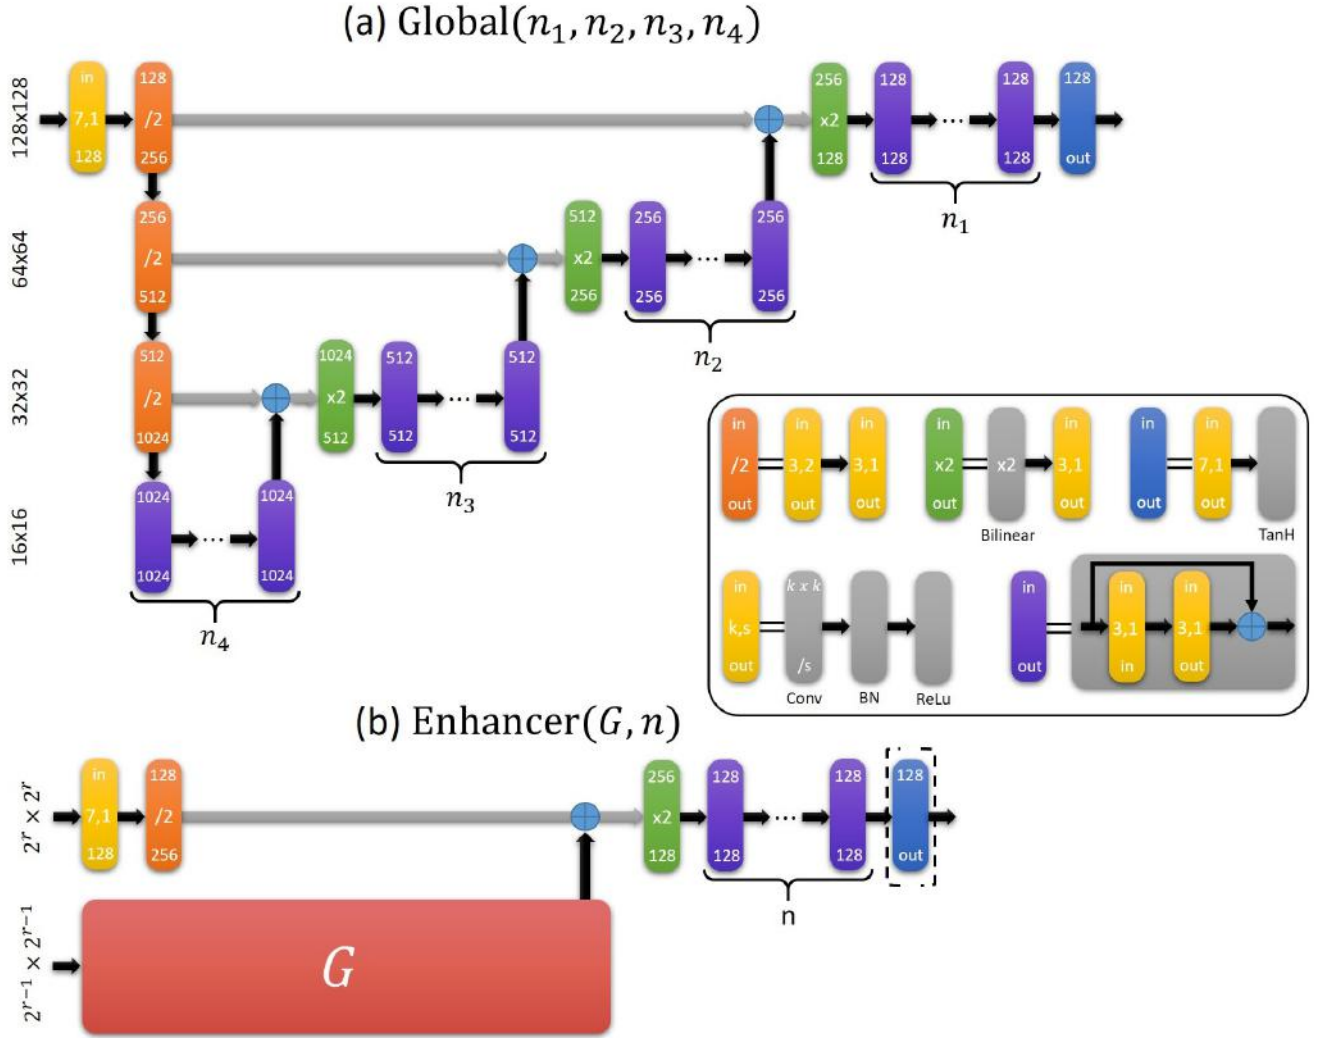 (a) Global(n₁, n₂, n₃, n₄)
128x128
in
7,1
128
128
/2
256
256
x2
128
128
128
...
128
128
128
out
n₁
64x64
256
/2
512
512
x2
256
256
256
...
256
256
n₂
32x32
512
/2
1024
1024
x2
512
512
512
...
512
512
n₃
16x16
1024
1024
...
1024
1024
n₄
in
/2
out
in
3,2
out
in
3,1
out
in
x2
out
x2
Bilinear
in
3,1
out
in
out
in
7,1
out
TanH
in
k,s
out
k x k
/s
Conv
BN
ReLu
in
out
in
3,1
in
in
3,1
out
(b) Enhancer(G, n)
2ʳ × 2ʳ
in
7,1
128
128
/2
256
256
x2
128
128
128
...
128
128
128
out
n
2ʳ⁻¹ × 2ʳ⁻¹
G